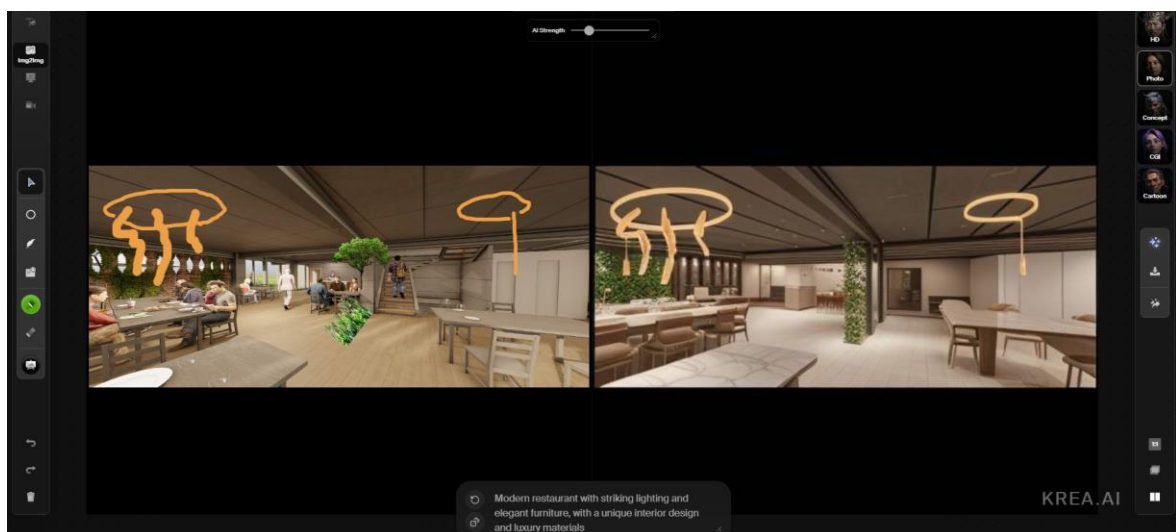 AI Strength
Img2Img
HD
Photo
Concept
CGI
Cartoon
KREA.AI
Modern restaurant with striking lighting and
elegant furniture, with a unique interior design
and luxury materials